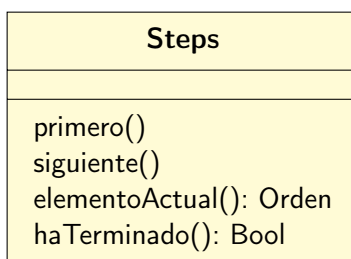 Steps
primero()
siguiente()
elementoActual(): Orden
haTerminado(): Bool